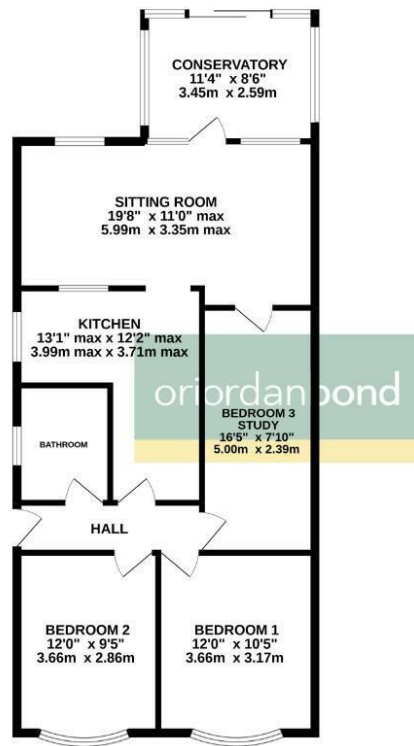 CONSERVATORY
11'4" x 8'6"
3.45m x 2.59m
SITTING ROOM
19'8" x 11'0" max
5.99m x 3.35m max
KITCHEN
13'1" max x 12'2" max
3.99m max x 3.71m max
oriordanbond
BEDROOM 3
STUDY
16'5" x 7'10"
5.00m x 2.39m
BATHROOM
HALL
BEDROOM 2
12'0" x 9'5"
3.66m x 2.86m
BEDROOM 1
12'0" x 10'5"
3.66m x 3.17m